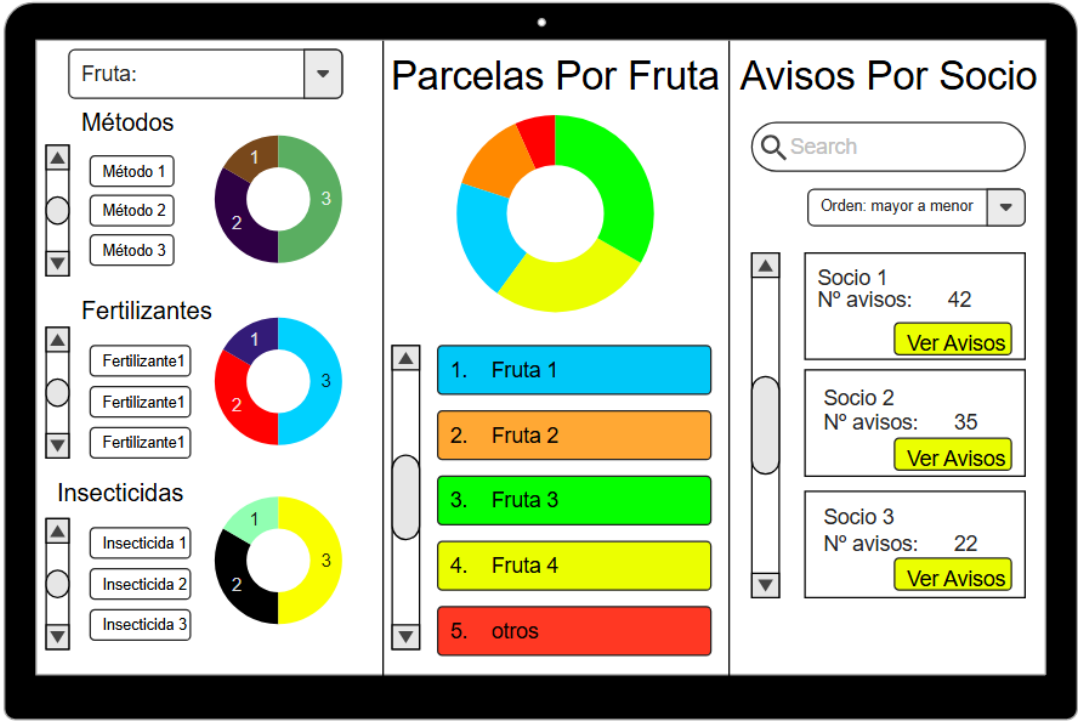 Fruta:
Métodos
Método 1
Método 2
Método 3
1
2
3
Fertilizantes
Fertilizante1
Fertilizante1
Fertilizante1
1
2
3
Insecticidas
Insecticida 1
Insecticida 2
Insecticida 3
1
2
3
Parcelas Por Fruta
1. Fruta 1
2. Fruta 2
3. Fruta 3
4. Fruta 4
5. otros
Avisos Por Socio
Search
Orden: mayor a menor
Socio 1
Nº avisos: 42
Ver Avisos
Socio 2
Nº avisos: 35
Ver Avisos
Socio 3
Nº avisos: 22
Ver Avisos